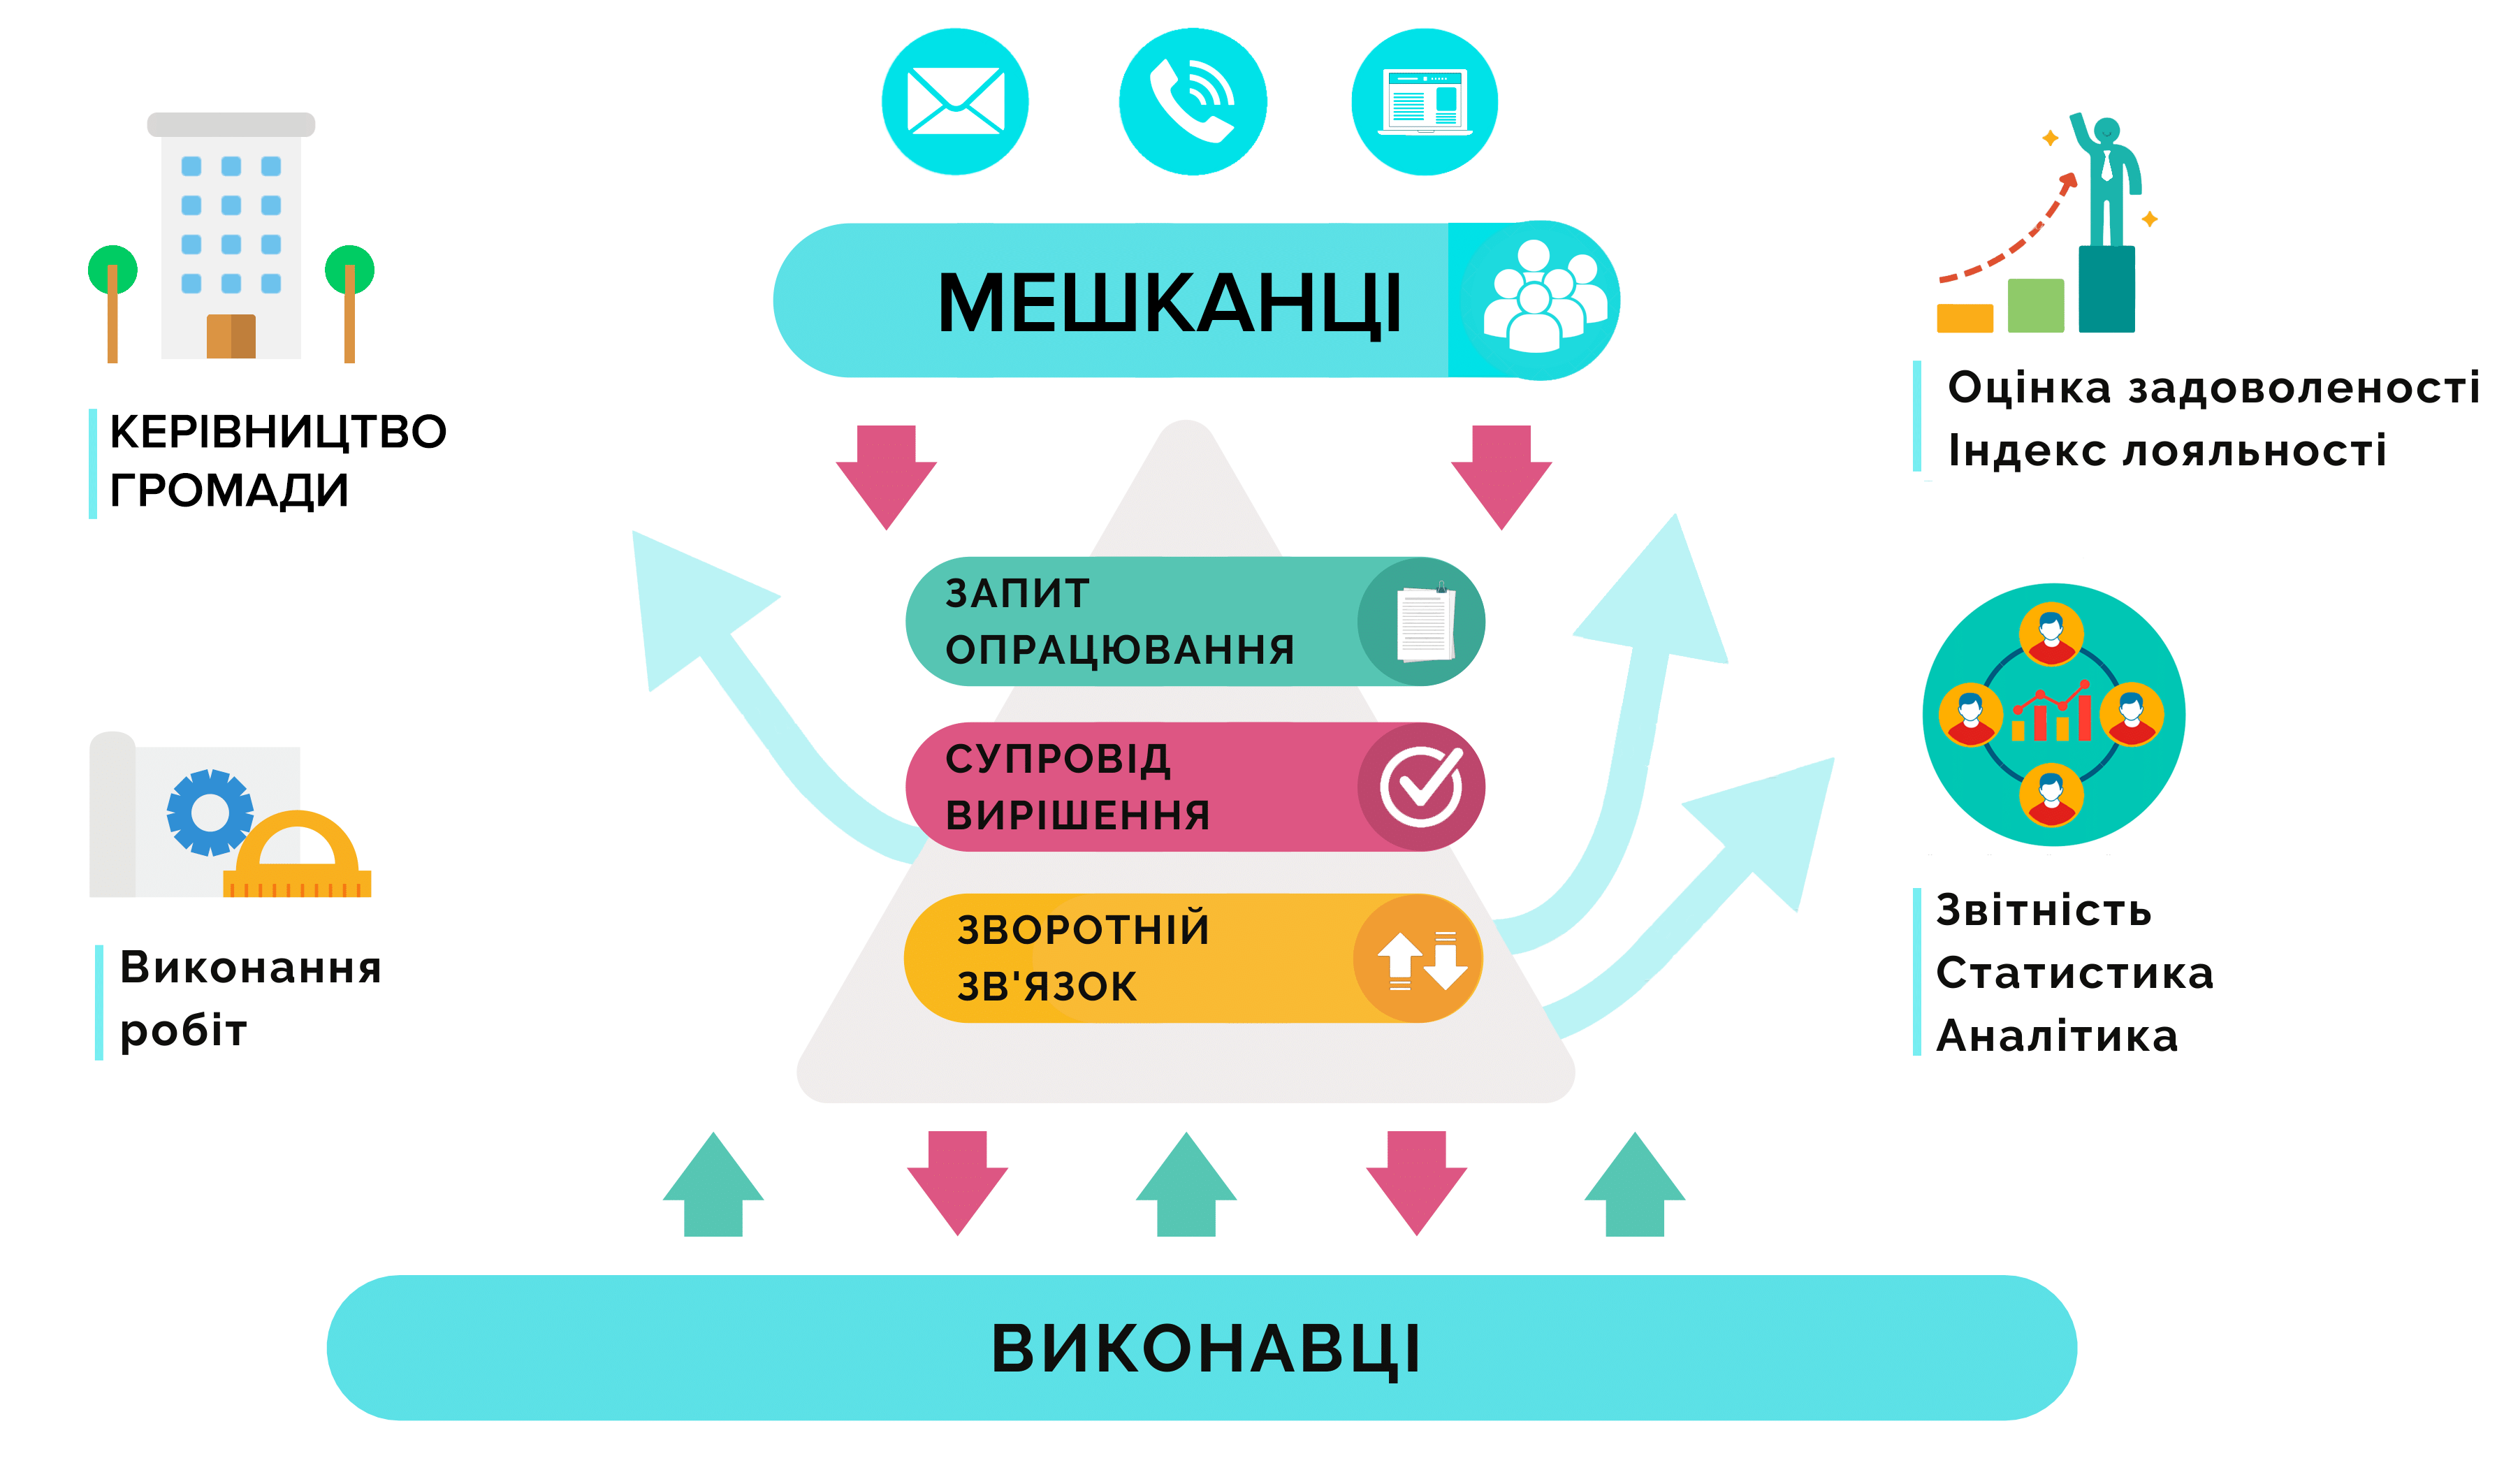 МЕШКАНЦІ
КЕРІВНИЦТВО
ГРОМАДИ
Оцінка задоволеності
Індекс лояльності
ЗАПИТ
ОПРАЦЮВАННЯ
СУПРОВІД
ВИРІШЕННЯ
ЗВОРОТНІЙ
ЗВ'ЯЗОК
Виконання
робіт
Звітність
Статистика
Аналітика
ВИКОНАВЦІ